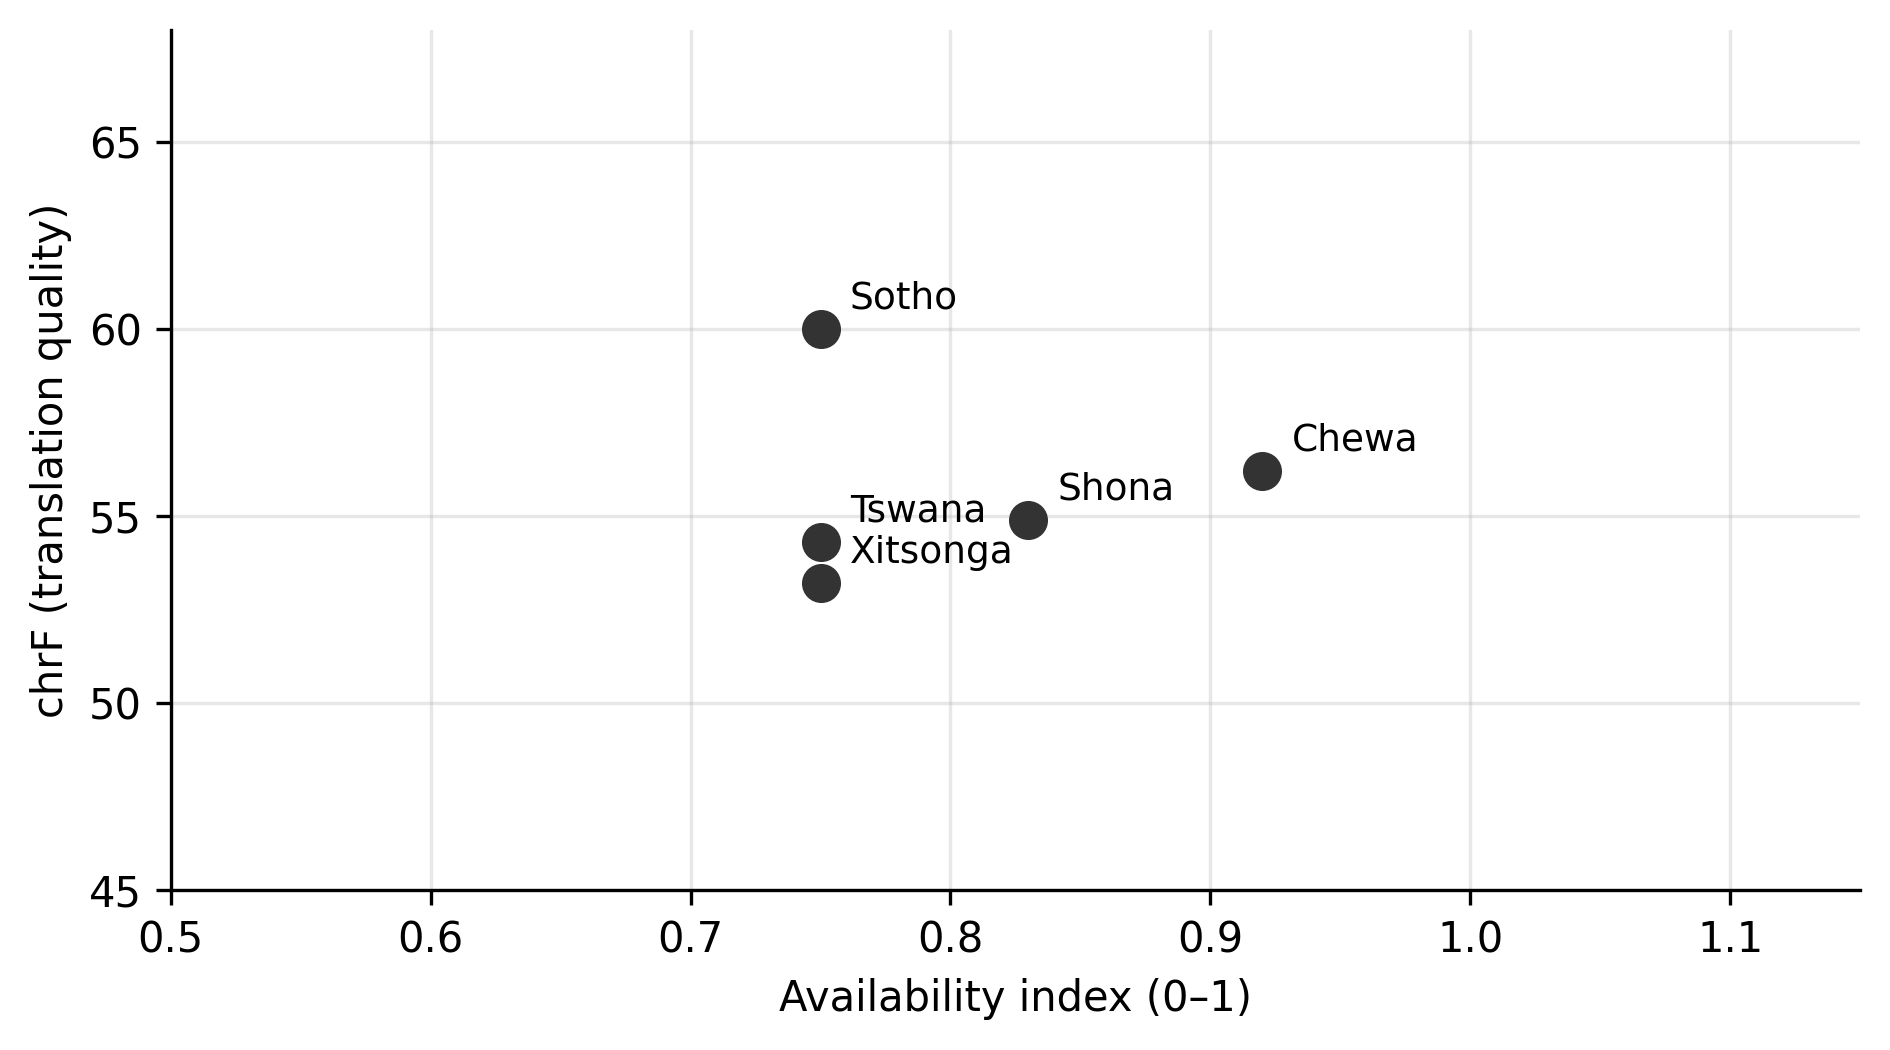 chrF (translation quality)
65
60
55
50
45
Sotho
Chewa
Shona
Tswana
Xitsonga
0.5 0.6 0.7 0.8 0.9 1.0 1.1
Availability index (0–1)